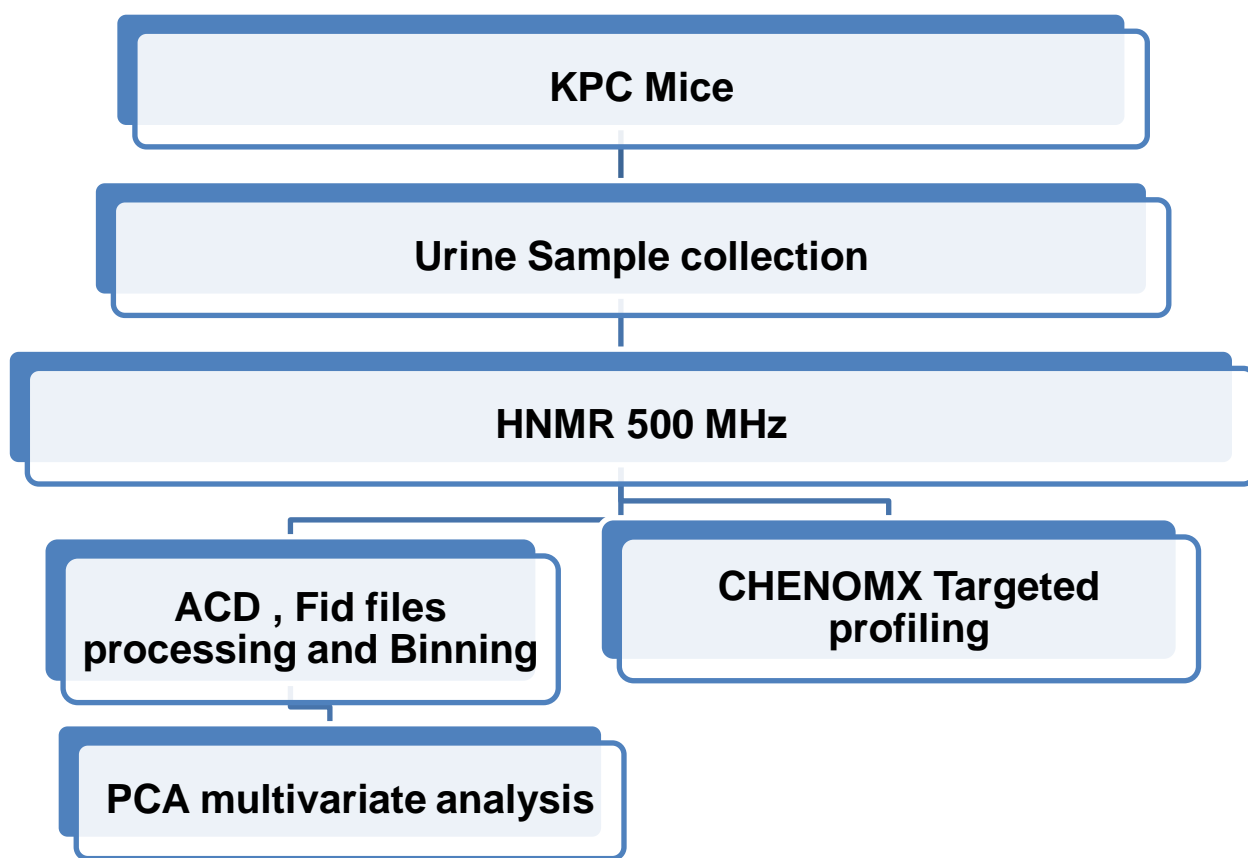 KPC Mice
Urine Sample collection
HNMR 500 MHz
ACD , Fid files
processing and Binning
CHENOMX Targeted
profiling
PCA multivariate analysis